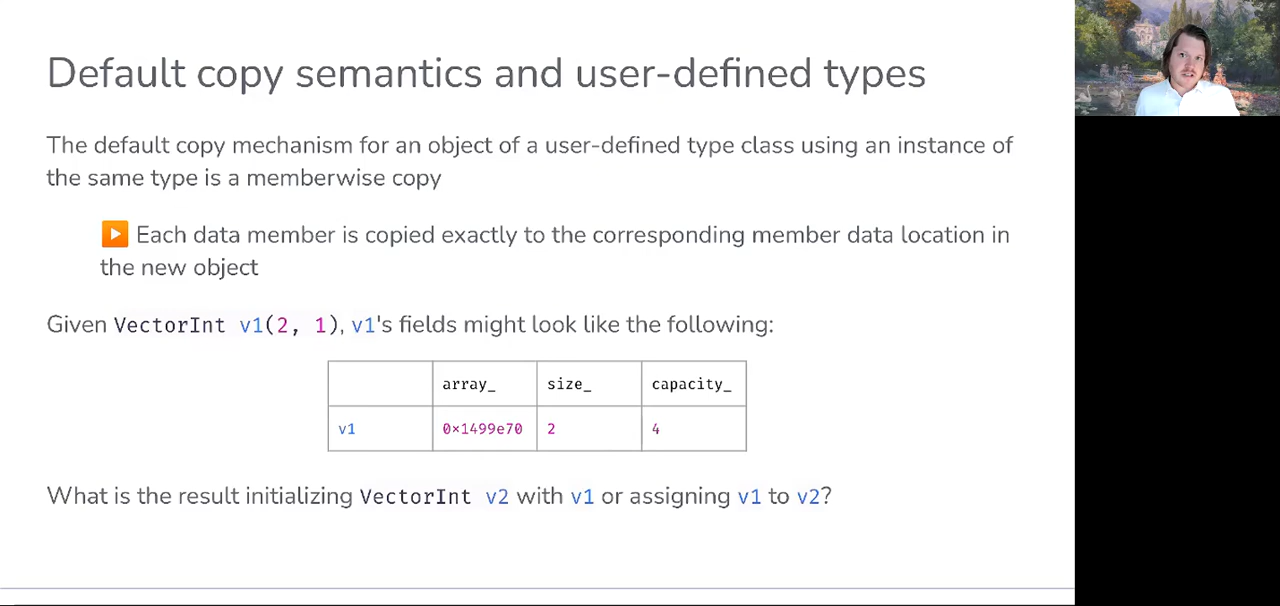 Default copy semantics and user-defined types
The default copy mechanism for an object of a user-defined type class using an instance of
the same type is a memberwise copy
▶️ Each data member is copied exactly to the corresponding member data location in
the new object
Given VectorInt v1(2, 1), v1's fields might look like the following:
array_ size_ capacity_
v1 0×1499e70 2 4
What is the result initializing VectorInt v2 with v1 or assigning v1 to v2?